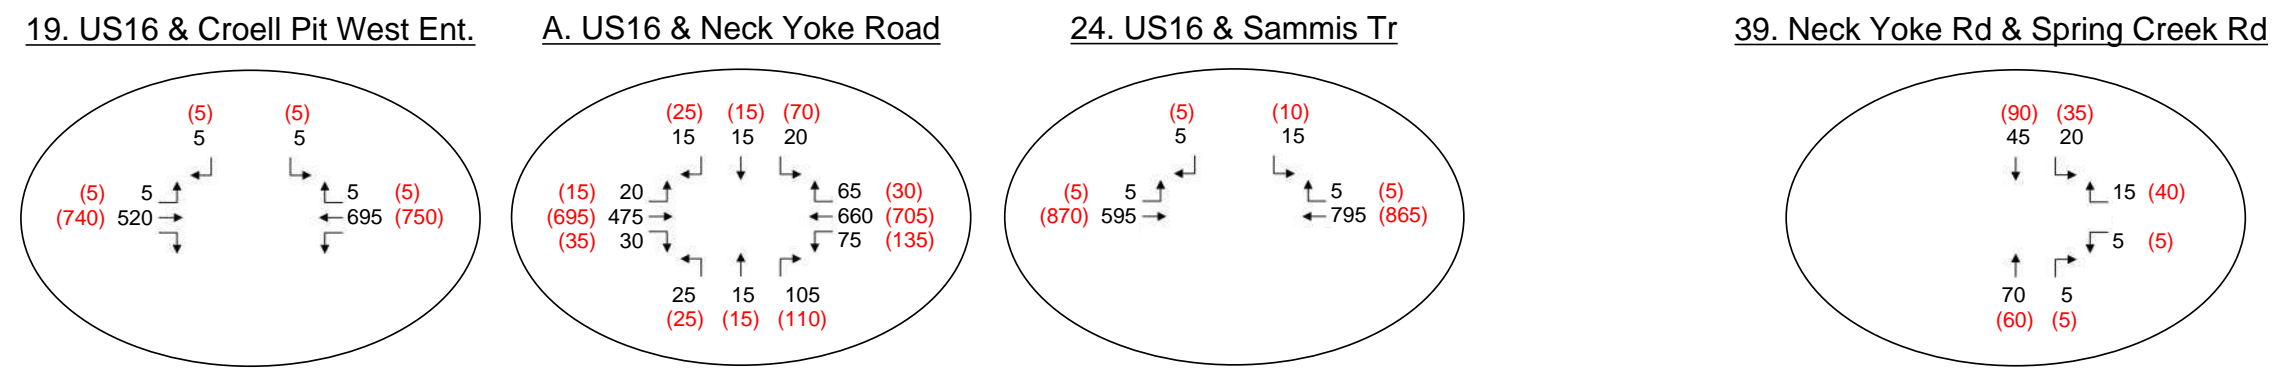 19. US16 & Croell Pit West Ent.
(5) (5)
5 5
(5) 5 5 (5)
(740) 520 695 (750)
A. US16 & Neck Yoke Road
(25) (15) (70)
15 15 20
(15) 20 65 (30)
(695) 475 660 (705)
(35) 30 75 (135)
25 15 105
(25) (15) (110)
24. US16 & Sammis Tr
(5) (10)
5 15
(5) 5 5 (5)
(870) 595 795 (865)
39. Neck Yoke Rd & Spring Creek Rd
(90) (35)
45 20
15 (40)
5 (5)
70 5
(60) (5)